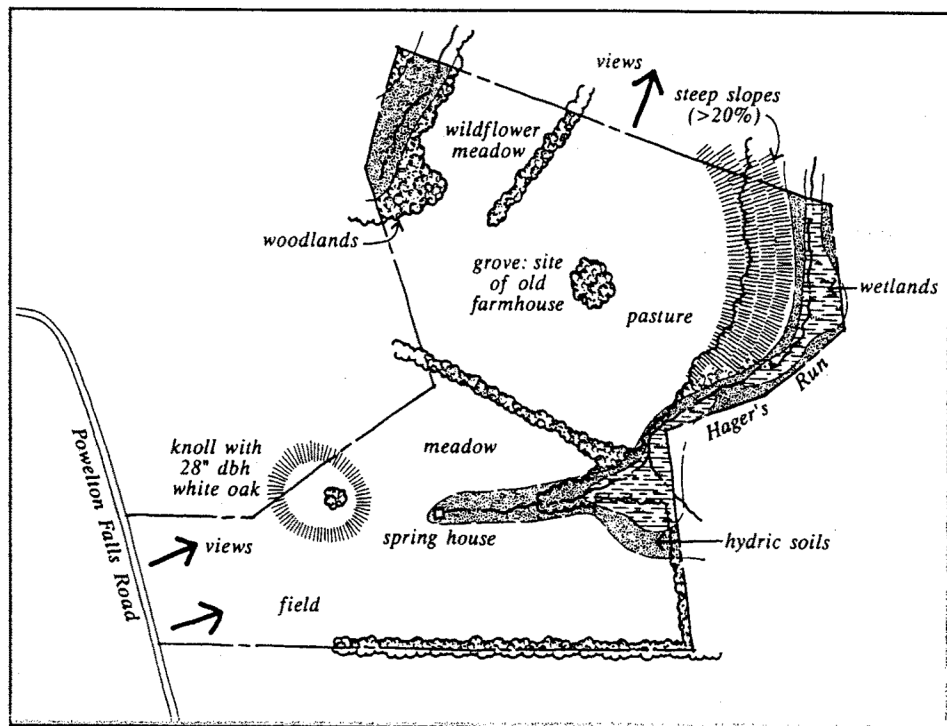 views
steep slopes
(>20%)
wildflower
meadow
woodlands
grove: site
of old
farmhouse
pasture
wetlands
Hager's Run
knoll with
28" dbh
white oak
meadow
Powelton Falls Road
views
spring house
hydric soils
field